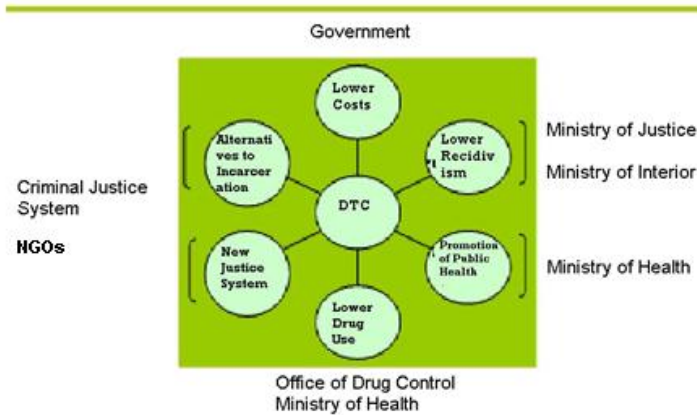 Government
Lower
Costs
Alternati
ves to
Incarcer
ation
Lower
Recidiv
ism
Ministry of Justice
Ministry of Interior
Criminal Justice
System
NGOs
DTC
New
Justice
System
Promotion
of Public
Health
Ministry of Health
Lower
Drug
Use
Office of Drug Control
Ministry of Health